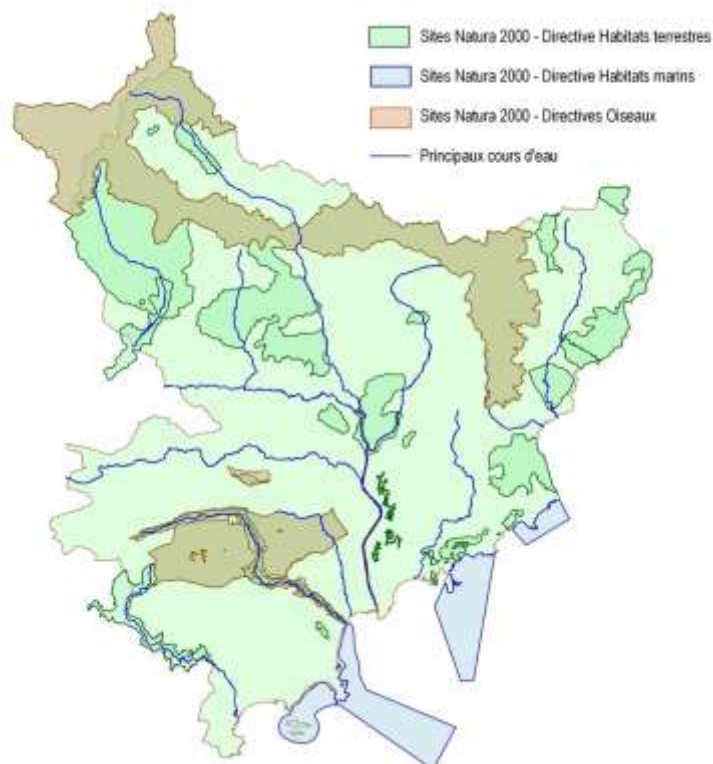 Sites Natura 2000 - Directive Habitats terrestres
Sites Natura 2000 - Directive Habitats marins
Sites Natura 2000 - Directives Oiseaux
Principaux cours d'eau